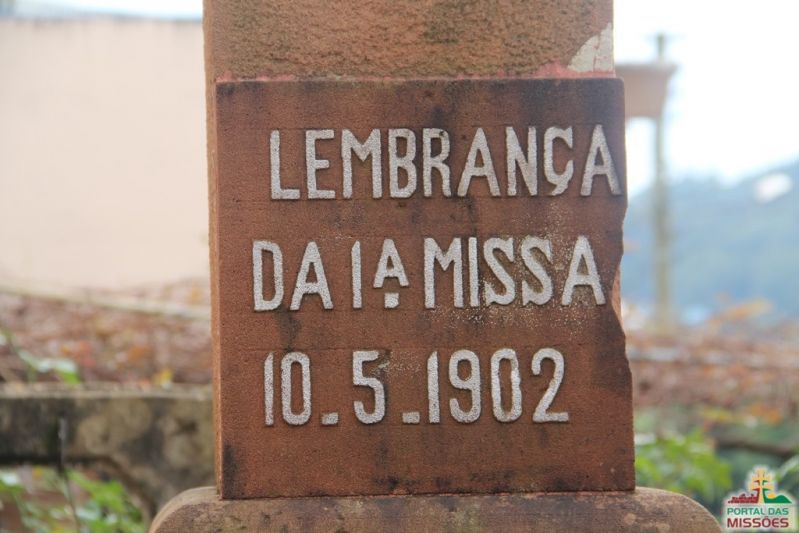 LEMBRANÇA
DA 1ª MISSA
10.5.1902
PORTAL DAS
MISSÕES